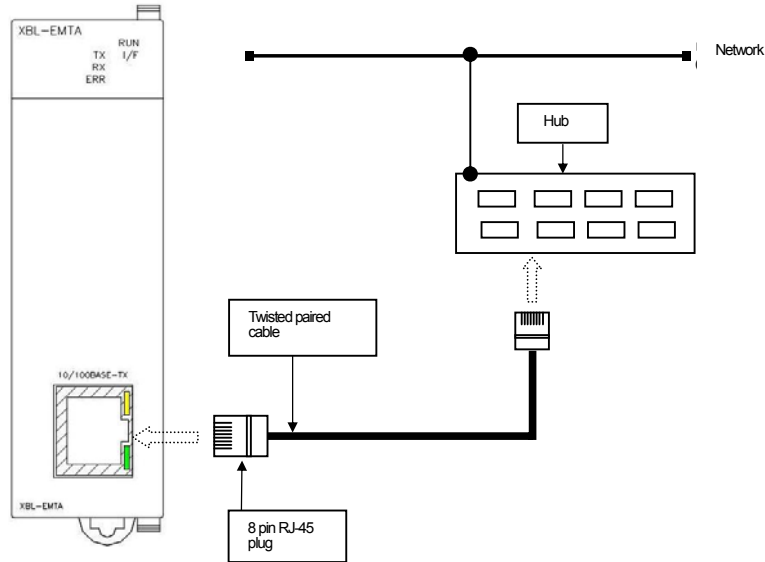 XBL-EMTA
RUN
TX I/F
RX
ERR
Network
Hub
Twisted paired
cable
10/100BASE-TX
XBL-EMTA
8 pin RJ-45
plug